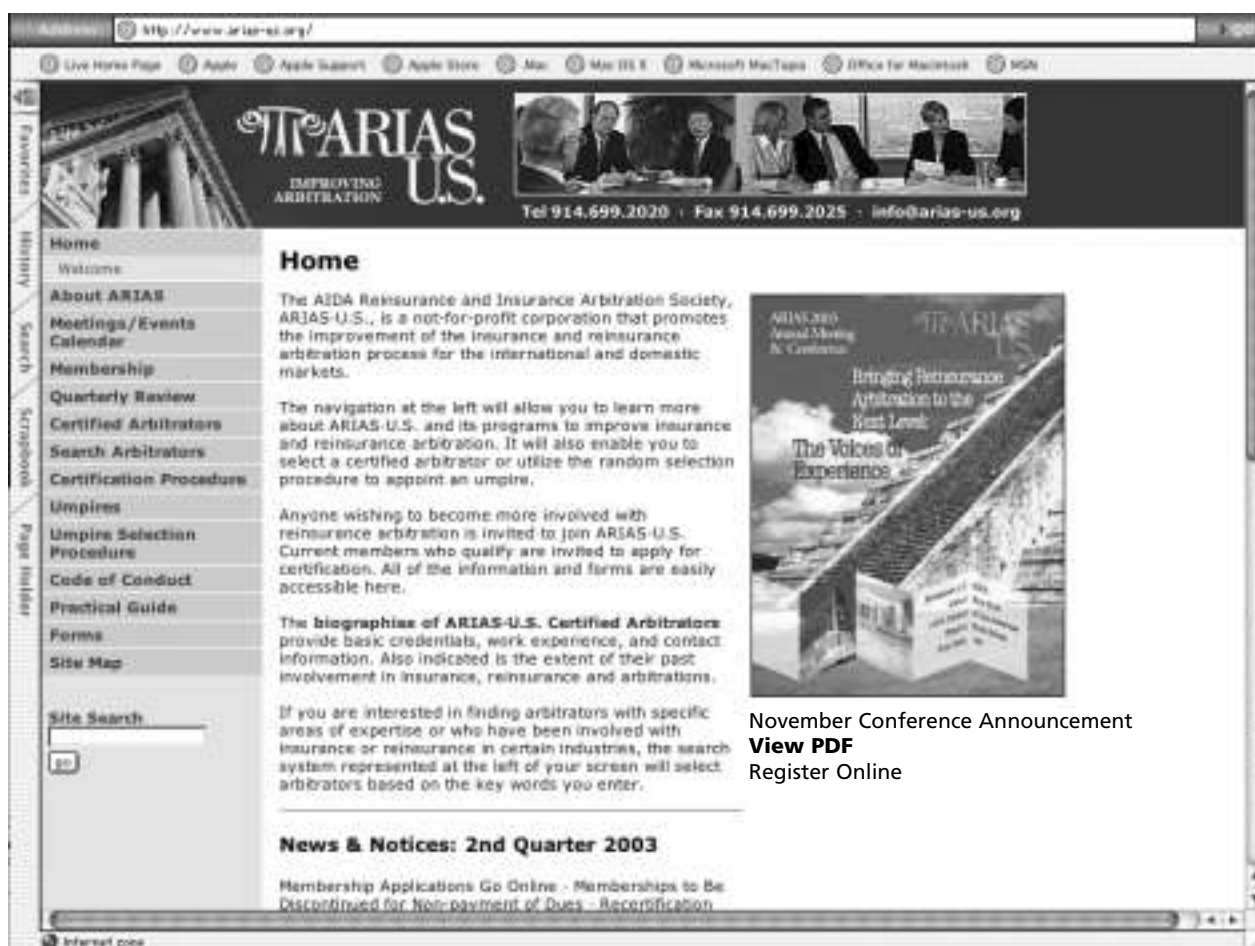 Address http://www.arias-us.org/
Live Home Page Apple Apple Support Apple Store .Mac Mac OS X Microsoft MacTopia Office for Macintosh MSN
Favorites
History
Search
Scrapbook
Page Holder
ARIAS
U.S.
IMPROVING
ARBITRATION
Tel 914.699.2020 · Fax 914.699.2025 · info@arias-us.org
Home
Welcome
About ARIAS
Meetings/Events
Calendar
Membership
Quarterly Review
Certified Arbitrators
Search Arbitrators
Certification Procedure
Umpires
Umpire Selection
Procedure
Code of Conduct
Practical Guide
Forms
Site Map
Site Search
go
Home
The AIDA Reinsurance and Insurance Arbitration Society,
ARIAS·U.S., is a not-for-profit corporation that promotes
the improvement of the insurance and reinsurance
arbitration process for the international and domestic
markets.
The navigation at the left will allow you to learn more
about ARIAS·U.S. and its programs to improve insurance
and reinsurance arbitration. It will also enable you to
select a certified arbitrator or utilize the random selection
procedure to appoint an umpire.
Anyone wishing to become more involved with
reinsurance arbitration is invited to join ARIAS·U.S.
Current members who qualify are invited to apply for
certification. All of the information and forms are easily
accessible here.
The biographies of ARIAS·U.S. Certified Arbitrators
provide basic credentials, work experience, and contact
information. Also indicated is the extent of their past
involvement in insurance, reinsurance and arbitrations.
If you are interested in finding arbitrators with specific
areas of expertise or who have been involved with
insurance or reinsurance in certain industries, the search
system represented at the left of your screen will select
arbitrators based on the key words you enter.
News & Notices: 2nd Quarter 2003
Membership Applications Go Online - Memberships to Be
Discontinued for Non-payment of Dues - Recertification
ARIAS 2003
Annual Meeting
& Conference
ARIAS
U.S.
Bringing Reinsurance
Arbitration to the
Next Level:
The Voices of
Experience
November Conference Announcement
View PDF
Register Online
Internet zone